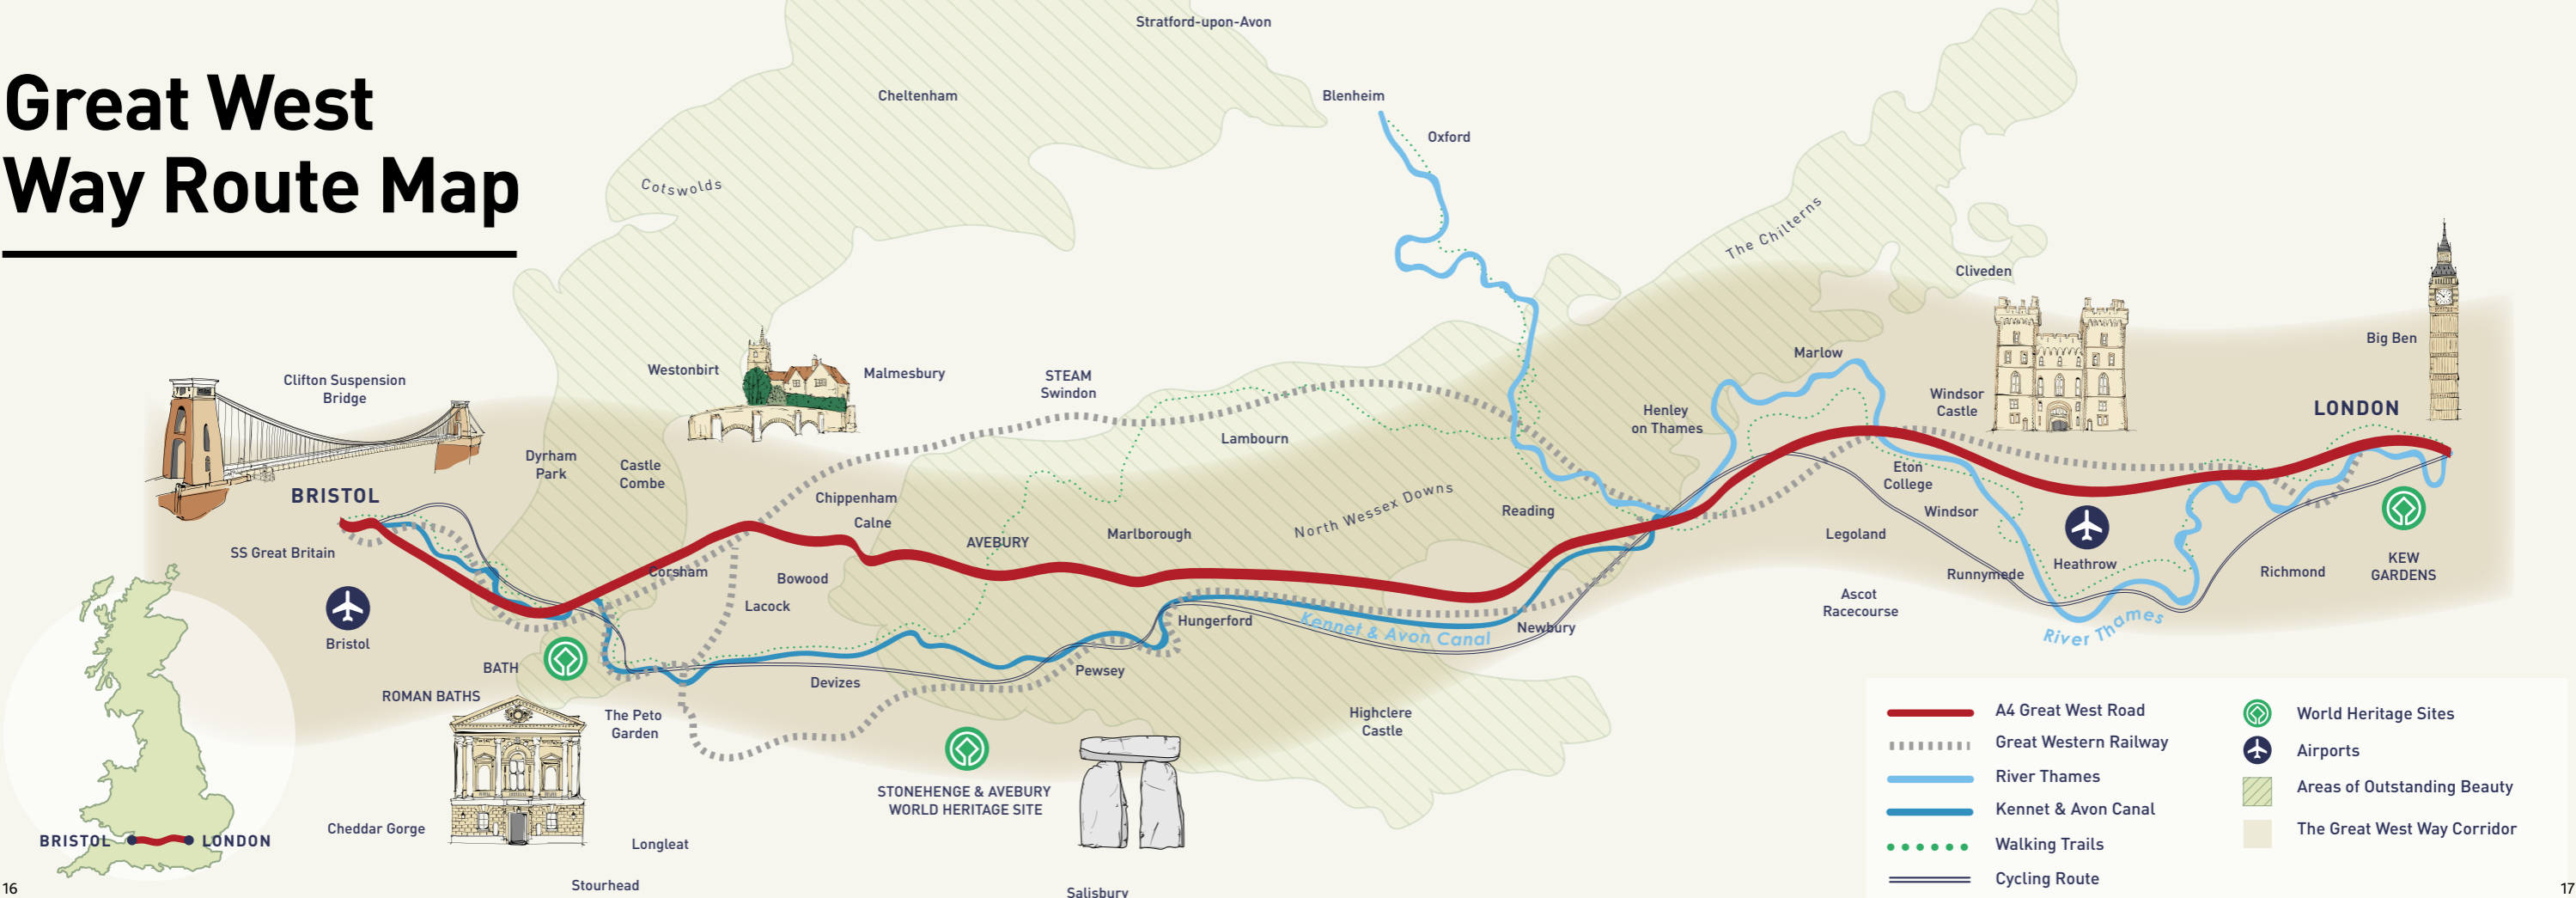 Great West
Way Route Map
Stratford-upon-Avon
Cheltenham
Blenheim
Oxford
Cotswolds
The Chilterns
Cliveden
Big Ben
Marlow
Westonbirt
Malmesbury
STEAM
Swindon
Clifton Suspension
Bridge
Windsor
Castle
LONDON
Henley
on Thames
Lambourn
Dyrham
Park
Castle
Combe
BRISTOL
Chippenham
Calne
North Wessex Downs
Reading
Eton
College
Windsor
Marlborough
AVEBURY
Legoland
SS Great Britain
Corsham
Bowood
Lacock
Heathrow
Runnymede
Richmond
KEW
GARDENS
Ascot
Racecourse
Hungerford
Kennet & Avon Canal
Newbury
River Thames
Bristol
BATH
ROMAN BATHS
Pewsey
Devizes
The Peto
Garden
Highclere
Castle
STONEHENGE & AVEBURY
WORLD HERITAGE SITE
Cheddar Gorge
Longleat
Stourhead
Salisbury
BRISTOL
LONDON
A4 Great West Road
Great Western Railway
River Thames
Kennet & Avon Canal
Walking Trails
Cycling Route
World Heritage Sites
Airports
Areas of Outstanding Beauty
The Great West Way Corridor
16
17